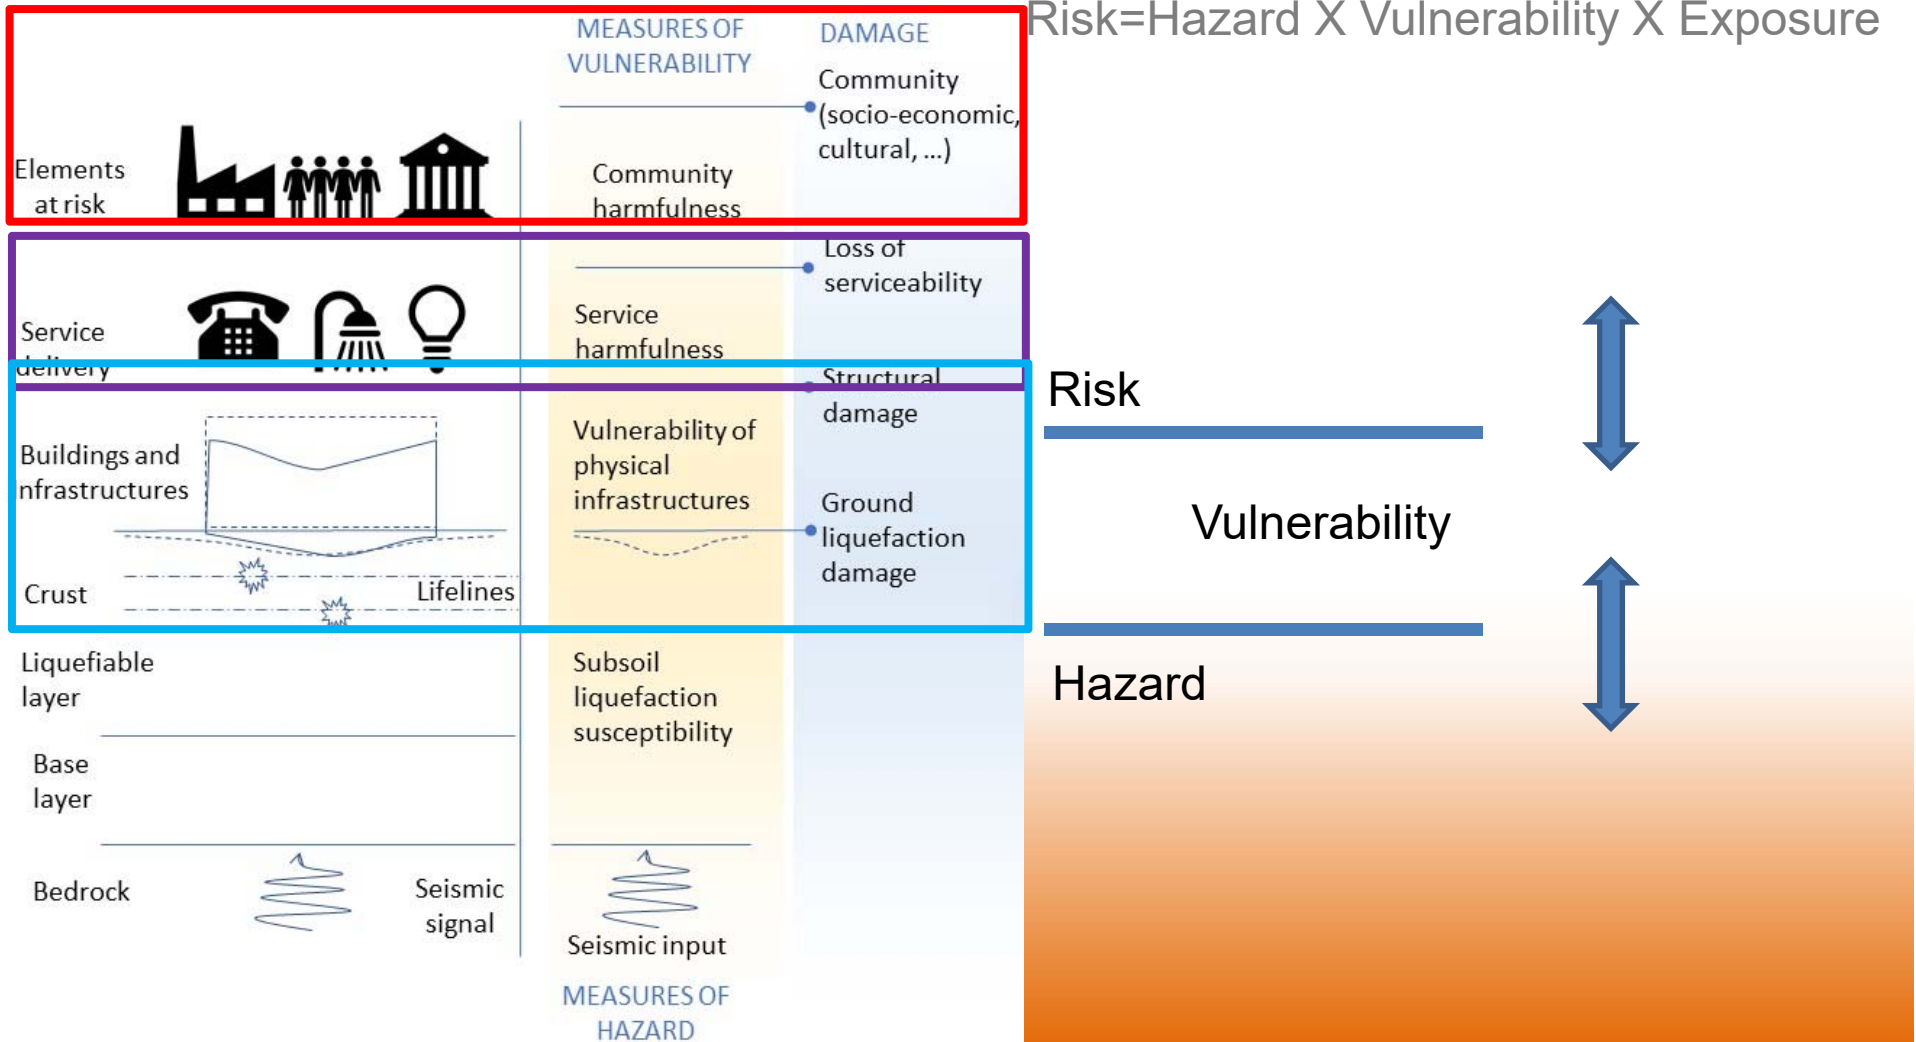 Risk=Hazard X Vulnerability X Exposure
MEASURES OF
VULNERABILITY
DAMAGE
Community
(socio-economic,
cultural, ...)
Elements
at risk
Community
harmfulness
Loss of
serviceability
Service
delivery
Service
harmfulness
Structural
damage
Buildings and
infrastructures
Vulnerability of
physical
infrastructures
Ground
liquefaction
damage
Crust
Lifelines
Liquefiable
layer
Subsoil
liquefaction
susceptibility
Base
layer
Bedrock
Seismic
signal
Seismic input
MEASURES OF
HAZARD
Risk
Vulnerability
Hazard